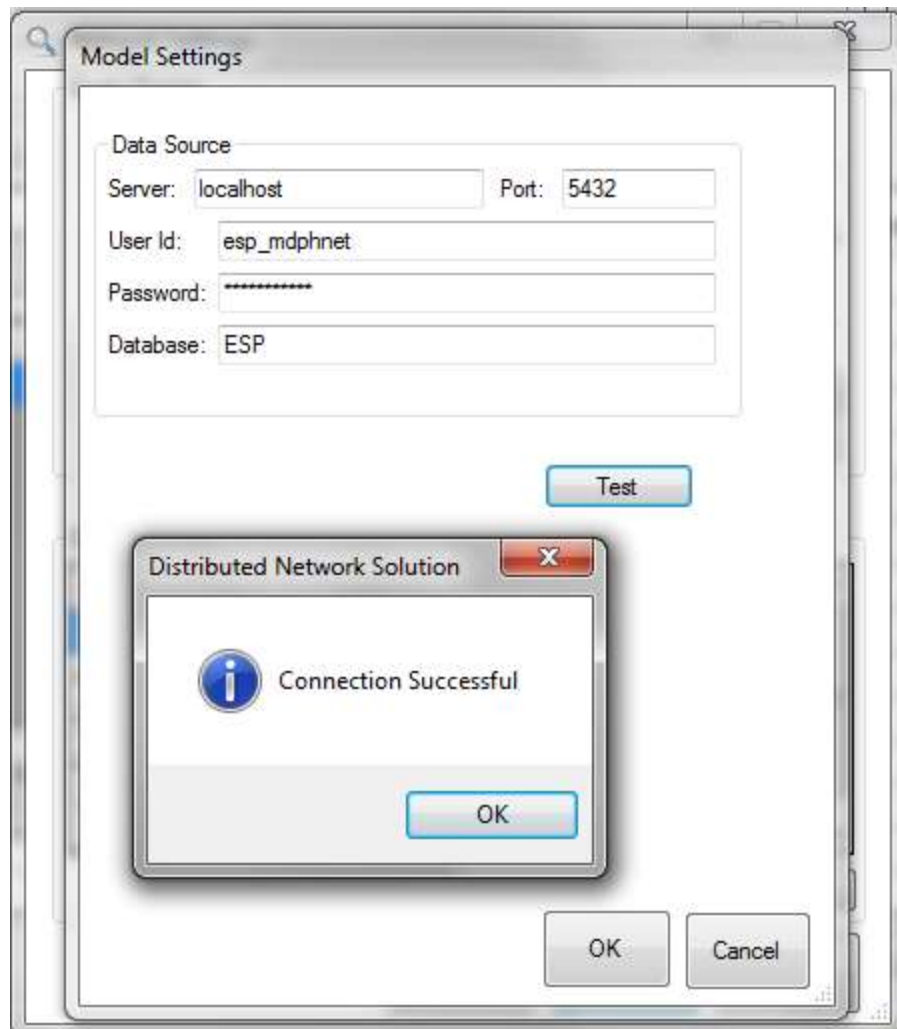 Model Settings
Data Source
Server: localhost Port: 5432
User Id: esp_mdphnet
Password: ***********
Database: ESP
Test
Distributed Network Solution
Connection Successful
OK
OK Cancel